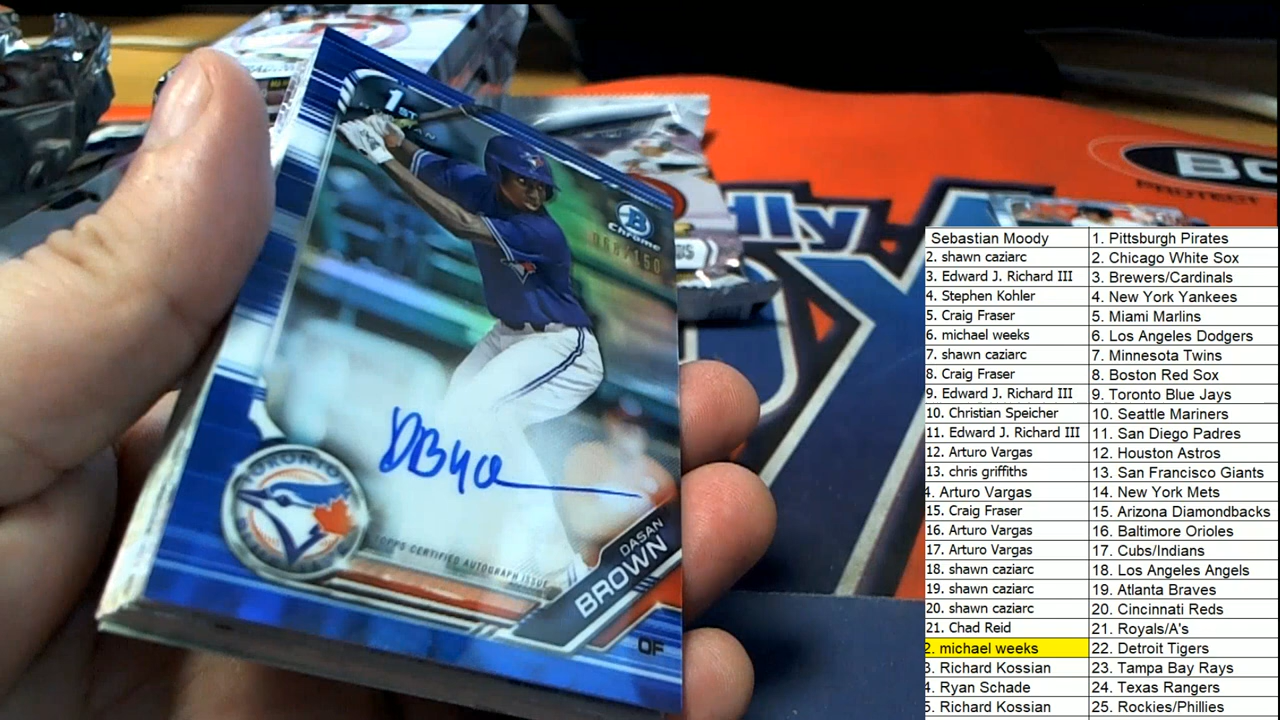 1ST
B
Chrome
/150
DBrow
TORONTO
TOPPS CERTIFIED AUTOGRAPH ISSUE
DASAN
BROWN
OF
lly
BC
Sebastian Moody 1. Pittsburgh Pirates
2. shawn caziarc 2. Chicago White Sox
3. Edward J. Richard III 3. Brewers/Cardinals
4. Stephen Kohler 4. New York Yankees
5. Craig Fraser 5. Miami Marlins
6. michael weeks 6. Los Angeles Dodgers
7. shawn caziarc 7. Minnesota Twins
8. Craig Fraser 8. Boston Red Sox
9. Edward J. Richard III 9. Toronto Blue Jays
10. Christian Speicher 10. Seattle Mariners
11. Edward J. Richard III 11. San Diego Padres
12. Arturo Vargas 12. Houston Astros
13. chris griffiths 13. San Francisco Giants
4. Arturo Vargas 14. New York Mets
15. Craig Fraser 15. Arizona Diamondbacks
16. Arturo Vargas 16. Baltimore Orioles
17. Arturo Vargas 17. Cubs/Indians
18. shawn caziarc 18. Los Angeles Angels
19. shawn caziarc 19. Atlanta Braves
20. shawn caziarc 20. Cincinnati Reds
21. Chad Reid 21. Royals/A's
2. michael weeks 22. Detroit Tigers
3. Richard Kossian 23. Tampa Bay Rays
4. Ryan Schade 24. Texas Rangers
5. Richard Kossian 25. Rockies/Phillies